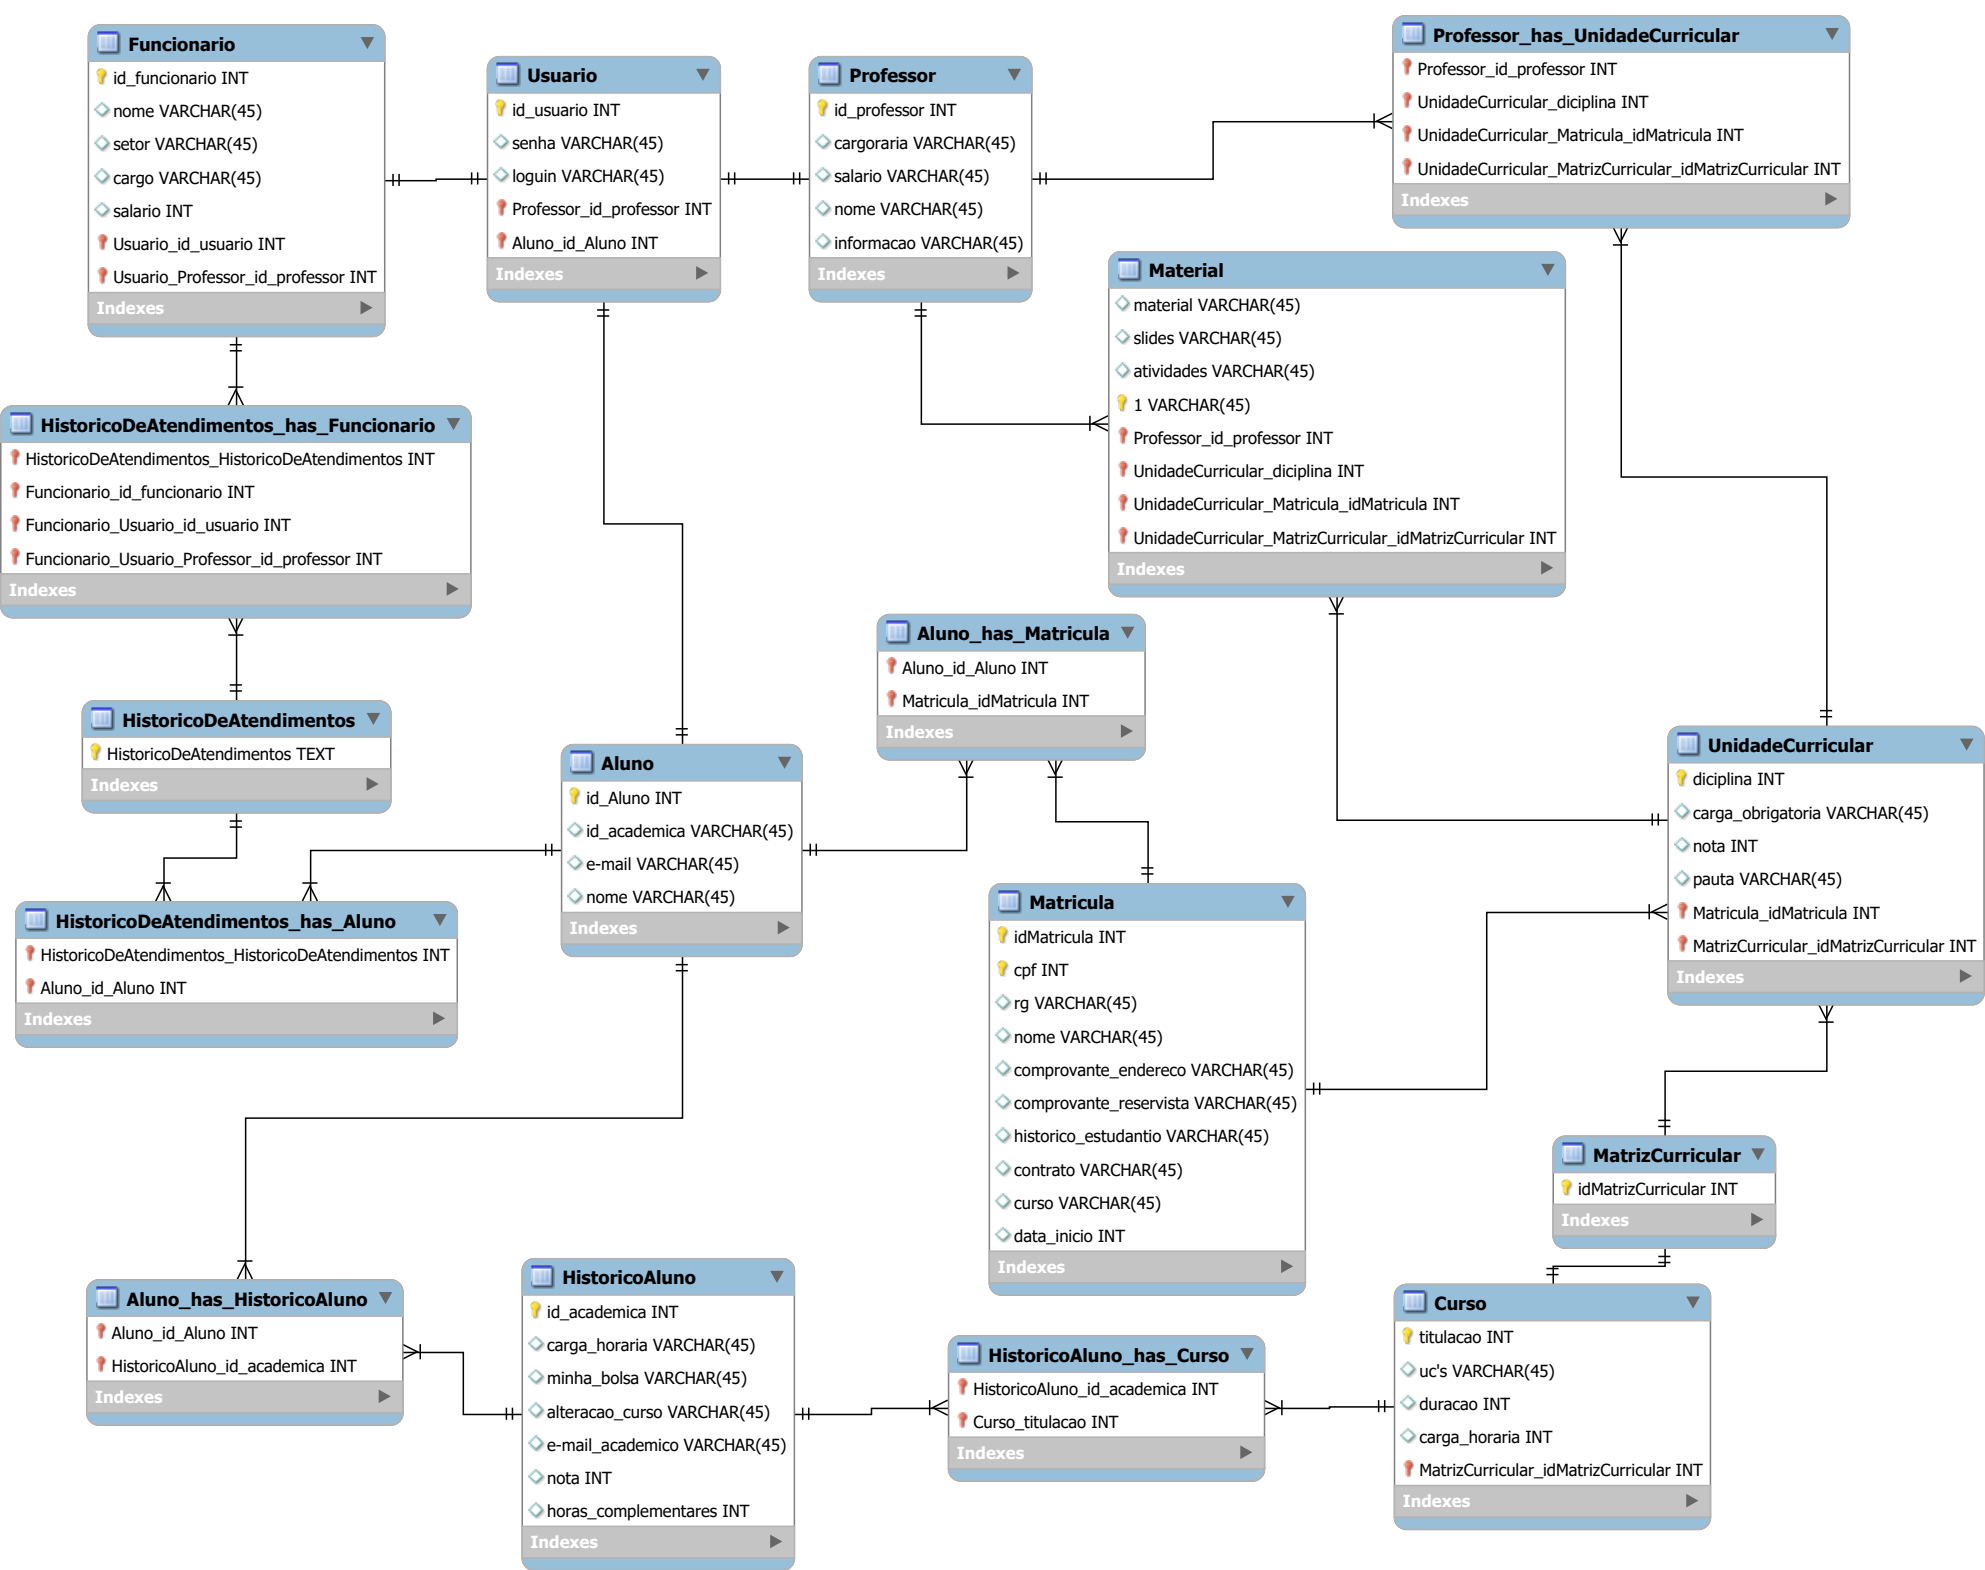 Funcionario
id_funcionario INT
nome VARCHAR(45)
setor VARCHAR(45)
cargo VARCHAR(45)
salario INT
Usuario_id_usuario INT
Usuario_Professor_id_professor INT
Indexes
Usuario
id_usuario INT
senha VARCHAR(45)
loguin VARCHAR(45)
Professor_id_professor INT
Aluno_id_Aluno INT
Indexes
Professor
id_professor INT
cargoraria VARCHAR(45)
salario VARCHAR(45)
nome VARCHAR(45)
informacao VARCHAR(45)
Indexes
Professor_has_UnidadeCurricular
Professor_id_professor INT
UnidadeCurricular_diciplina INT
UnidadeCurricular_Matricula_idMatricula INT
UnidadeCurricular_MatrizCurricular_idMatrizCurricular INT
Indexes
Material
material VARCHAR(45)
slides VARCHAR(45)
atividades VARCHAR(45)
1 VARCHAR(45)
Professor_id_professor INT
UnidadeCurricular_diciplina INT
UnidadeCurricular_Matricula_idMatricula INT
UnidadeCurricular_MatrizCurricular_idMatrizCurricular INT
Indexes
HistoricoDeAtendimentos_has_Funcionario
HistoricoDeAtendimentos_HistoricoDeAtendimentos INT
Funcionario_id_funcionario INT
Funcionario_Usuario_id_usuario INT
Funcionario_Usuario_Professor_id_professor INT
Indexes
Aluno_has_Matricula
Aluno_id_Aluno INT
Matricula_idMatricula INT
Indexes
HistoricoDeAtendimentos
HistoricoDeAtendimentos TEXT
Indexes
Aluno
id_Aluno INT
id_academica VARCHAR(45)
e-mail VARCHAR(45)
nome VARCHAR(45)
Indexes
UnidadeCurricular
diciplina INT
carga_obrigatoria VARCHAR(45)
nota INT
pauta VARCHAR(45)
Matricula_idMatricula INT
MatrizCurricular_idMatrizCurricular INT
Indexes
HistoricoDeAtendimentos_has_Aluno
HistoricoDeAtendimentos_HistoricoDeAtendimentos INT
Aluno_id_Aluno INT
Indexes
Matricula
idMatricula INT
cpf INT
rg VARCHAR(45)
nome VARCHAR(45)
comprovante_endereco VARCHAR(45)
comprovante_reservista VARCHAR(45)
historico_estudantio VARCHAR(45)
contrato VARCHAR(45)
curso VARCHAR(45)
data_inicio INT
Indexes
MatrizCurricular
idMatrizCurricular INT
Indexes
Aluno_has_HistoricoAluno
Aluno_id_Aluno INT
HistoricoAluno_id_academica INT
Indexes
HistoricoAluno
id_academica INT
carga_horaria VARCHAR(45)
minha_bolsa VARCHAR(45)
alteracao_curso VARCHAR(45)
e-mail_academico VARCHAR(45)
nota INT
horas_complementares INT
Indexes
HistoricoAluno_has_Curso
HistoricoAluno_id_academica INT
Curso_titulacao INT
Indexes
Curso
titulacao INT
uc's VARCHAR(45)
duracao INT
carga_horaria INT
MatrizCurricular_idMatrizCurricular INT
Indexes